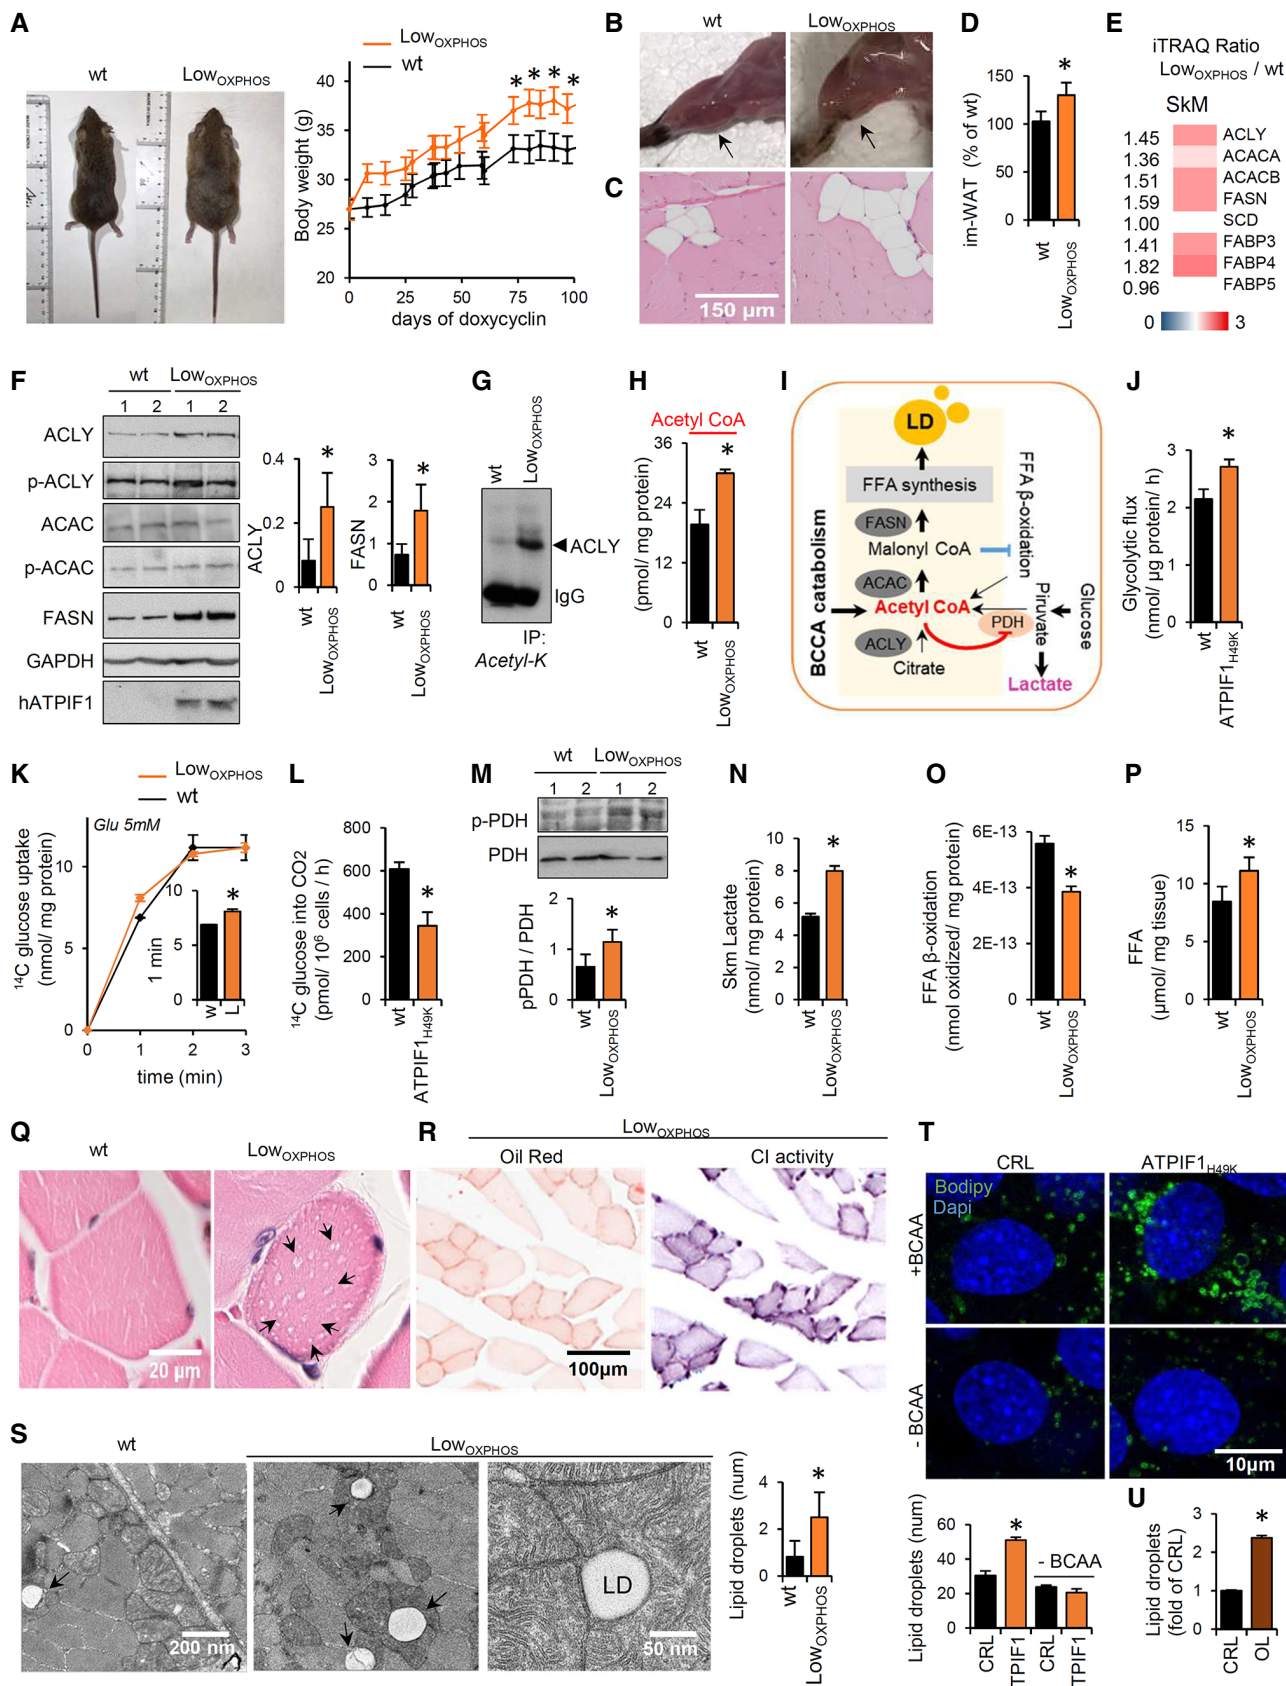 A
wt
LowOXPHOS
LowOXPHOS
wt
Body weight (g)
40
35
30
25
20
0
25
50
75
100
* * * *
days of doxycyclin
B
wt
LowOXPHOS
C
150 µm
D
im-WAT (% of wt)
150
100
50
0
*
wt
LowOXPHOS
E
iTRAQ Ratio
LowOXPHOS / wt
SkM
1.45 ACLY
1.36 ACACA
1.51 ACACB
1.59 FASN
1.00 SCD
1.41 FABP3
1.82 FABP4
0.96 FABP5
0 3
F
wt LowOXPHOS
1 2 1 2
ACLY
p-ACLY
ACAC
p-ACAC
FASN
GAPDH
hATPIF1
ACLY
0.4
0.2
0
*
wt
LowOXPHOS
FASN
3
2
1
0
*
wt
LowOXPHOS
G
wt
LowOXPHOS
ACLY
IgG
IP:
Acetyl-K
H
Acetyl CoA
(pmol/ mg protein)
36
24
12
0
*
wt
LowOXPHOS
I
LD
FFA synthesis
FASN
Malonyl CoA
ACAC
Acetyl CoA
ACLY
Citrate
BCCA catabolism
FFA β-oxidation
PDH
Piruvate
Glucose
Lactate
J
Glycolytic flux
(nmol/ µg protein/ h)
3
2
1
0
*
wt
ATPIF1H49K
K
LowOXPHOS
wt
Glu 5mM
14C glucose uptake
(nmol/ mg protein)
10
5
0
0 1 2 3
time (min)
1 min
10
5
0
*
w
L
L
14C glucose into CO2
(pmol/ 10⁶ cells / h)
800
600
400
200
0
*
wt
ATPIF1H49K
M
wt LowOXPHOS
1 2 1 2
p-PDH
PDH
pPDH / PDH
2
1
0
*
wt
LowOXPHOS
N
Skm Lactate
(nmol/ mg protein)
10
8
6
4
2
0
*
wt
LowOXPHOS
O
FFA β-oxidation
(nmol oxidized/ mg protein)
6E-13
4E-13
2E-13
0
*
wt
LowOXPHOS
P
FFA
(µmol/ mg tissue)
15
10
5
0
*
wt
LowOXPHOS
Q
wt
LowOXPHOS
20 µm
R
LowOXPHOS
Oil Red
CI activity
100µm
S
wt
LowOXPHOS
200 nm
LD
50 nm
Lipid droplets (num)
4
2
0
*
wt
LowOXPHOS
T
CRL
ATPIF1H49K
Bodipy
Dapi
+BCAA
- BCAA
10µm
Lipid droplets (num)
60
40
20
0
*
- BCAA
CRL
TPIF1
CRL
TPIF1
U
Lipid droplets
(fold of CRL)
3
2
1
0
*
CRL
OL